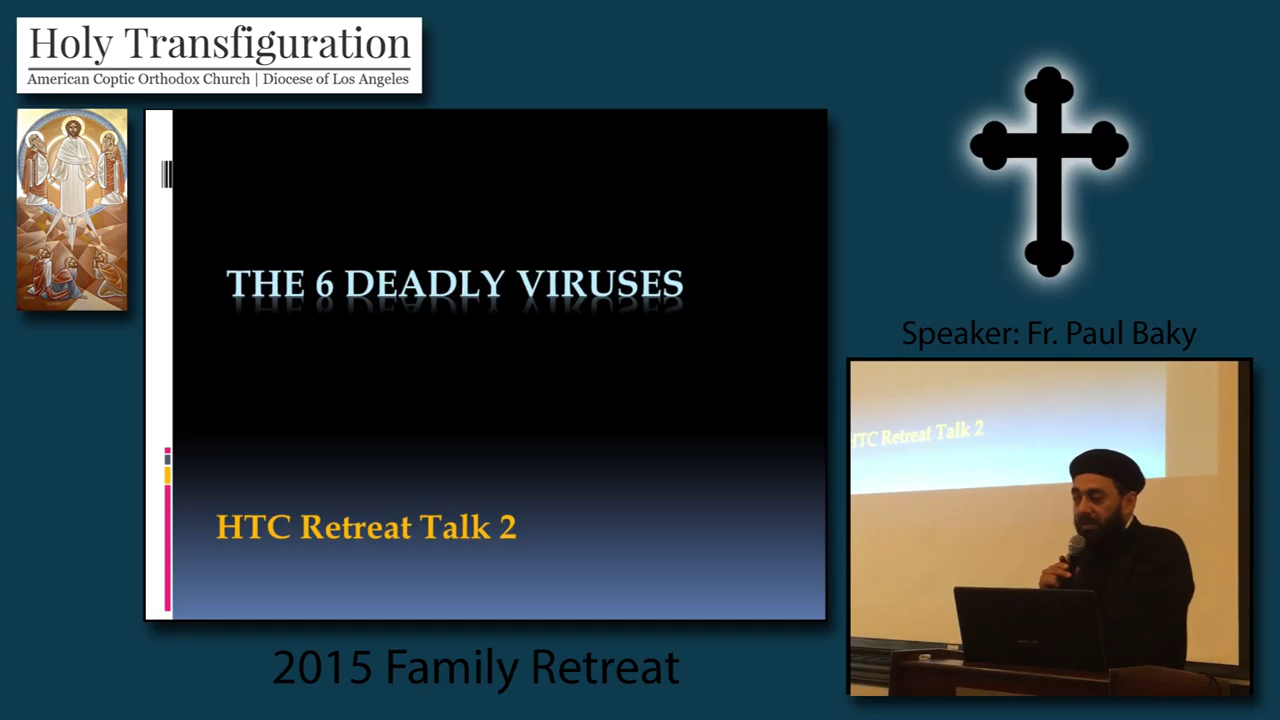 Holy Transfiguration
American Coptic Orthodox Church | Diocese of Los Angeles
THE 6 DEADLY VIRUSES
HTC Retreat Talk 2
2015 Family Retreat
Speaker: Fr. Paul Baky
HTC Retreat Talk 2